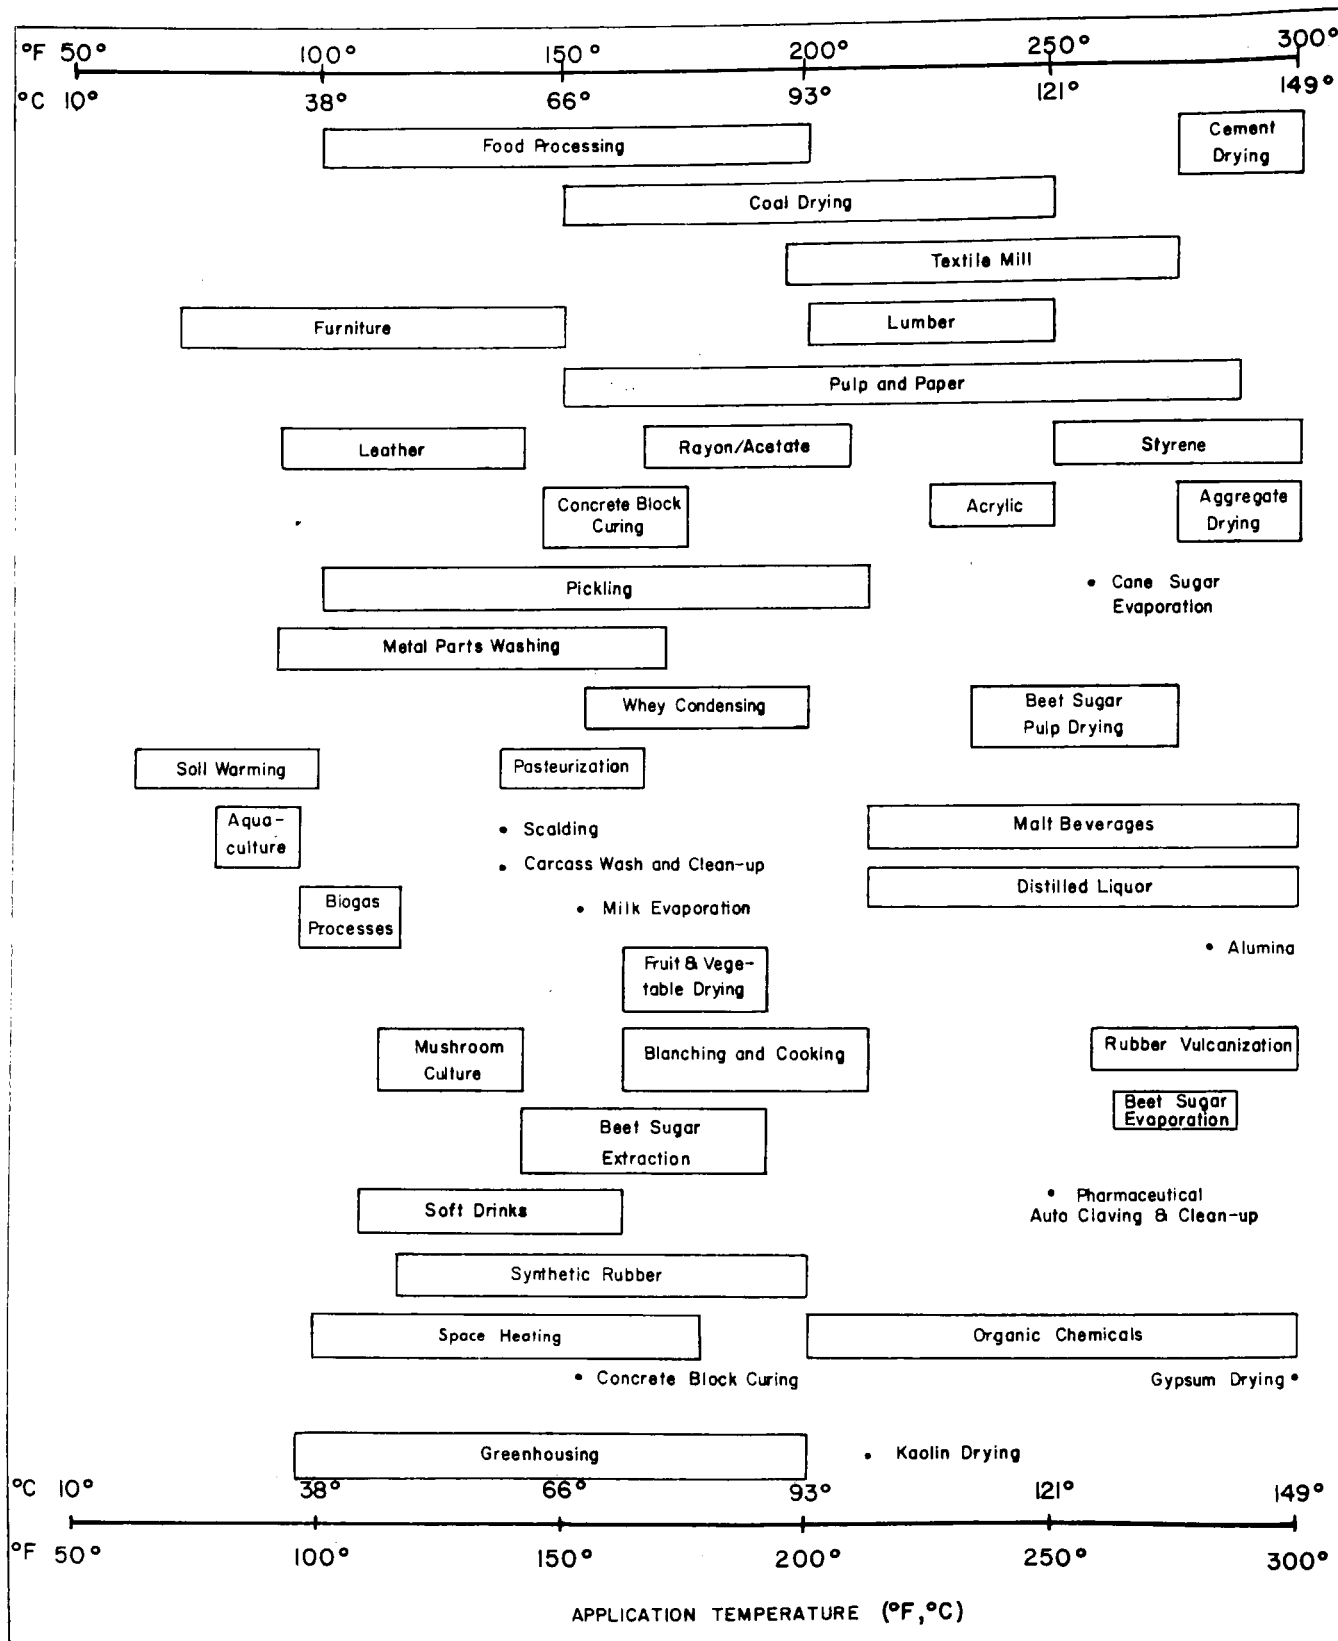 °F 50° 100° 150° 200° 250° 300°
°C 10° 38° 66° 93° 121° 149°
Food Processing
Cement
Drying
Coal Drying
Textile Mill
Furniture
Lumber
Pulp and Paper
Leather
Rayon/Acetate
Styrene
Concrete Block
Curing
Acrylic
Aggregate
Drying
Pickling
• Cane Sugar
Evaporation
Metal Parts Washing
Whey Condensing
Beet Sugar
Pulp Drying
Soil Warming
Pasteurization
Aqua-
culture
• Scalding
Malt Beverages
• Carcass Wash and Clean-up
Distilled Liquor
Biogas
Processes
• Milk Evaporation
• Alumina
Fruit & Vege-
table Drying
Mushroom
Culture
Blanching and Cooking
Rubber Vulcanization
Beet Sugar
Evaporation
Beet Sugar
Extraction
• Pharmaceutical
Auto Claving & Clean-up
Soft Drinks
Synthetic Rubber
Space Heating
Organic Chemicals
• Concrete Block Curing
Gypsum Drying •
Greenhousing
• Kaolin Drying
°C 10° 38° 66° 93° 121° 149°
°F 50° 100° 150° 200° 250° 300°
APPLICATION TEMPERATURE (°F,°C)